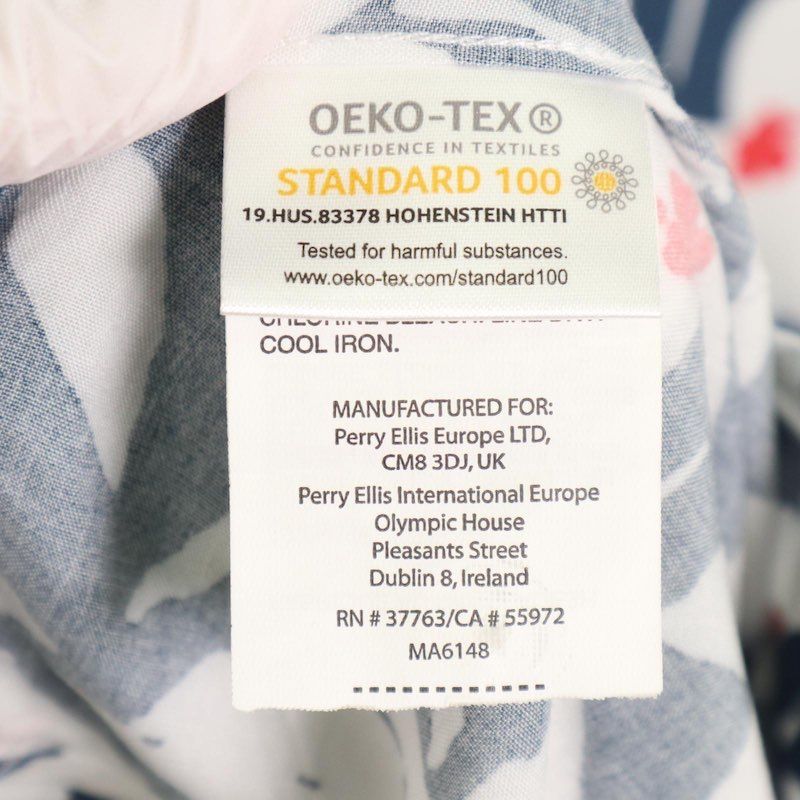 OEKO-TEX®
CONFIDENCE IN TEXTILES
STANDARD 100
19.HUS.83378 HOHENSTEIN HTTI
Tested for harmful substances.
www.oeko-tex.com/standard100
COOL IRON.
MANUFACTURED FOR:
Perry Ellis Europe LTD,
CM8 3DJ, UK
Perry Ellis International Europe
Olympic House
Pleasants Street
Dublin 8, Ireland
RN # 37763/CA # 55972
MA6148